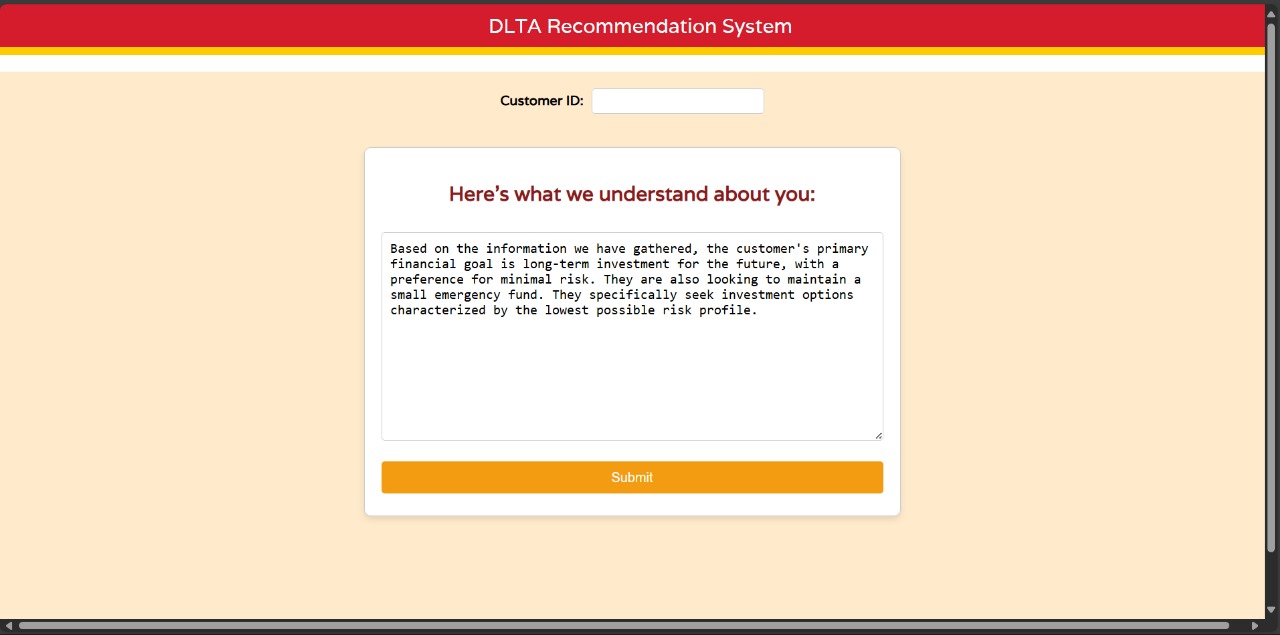 DLTA Recommendation System
Customer ID:
Here's what we understand about you:
Based on the information we have gathered, the customer's primary
financial goal is long-term investment for the future, with a
preference for minimal risk. They are also looking to maintain a
small emergency fund. They specifically seek investment options
characterized by the lowest possible risk profile.
Submit